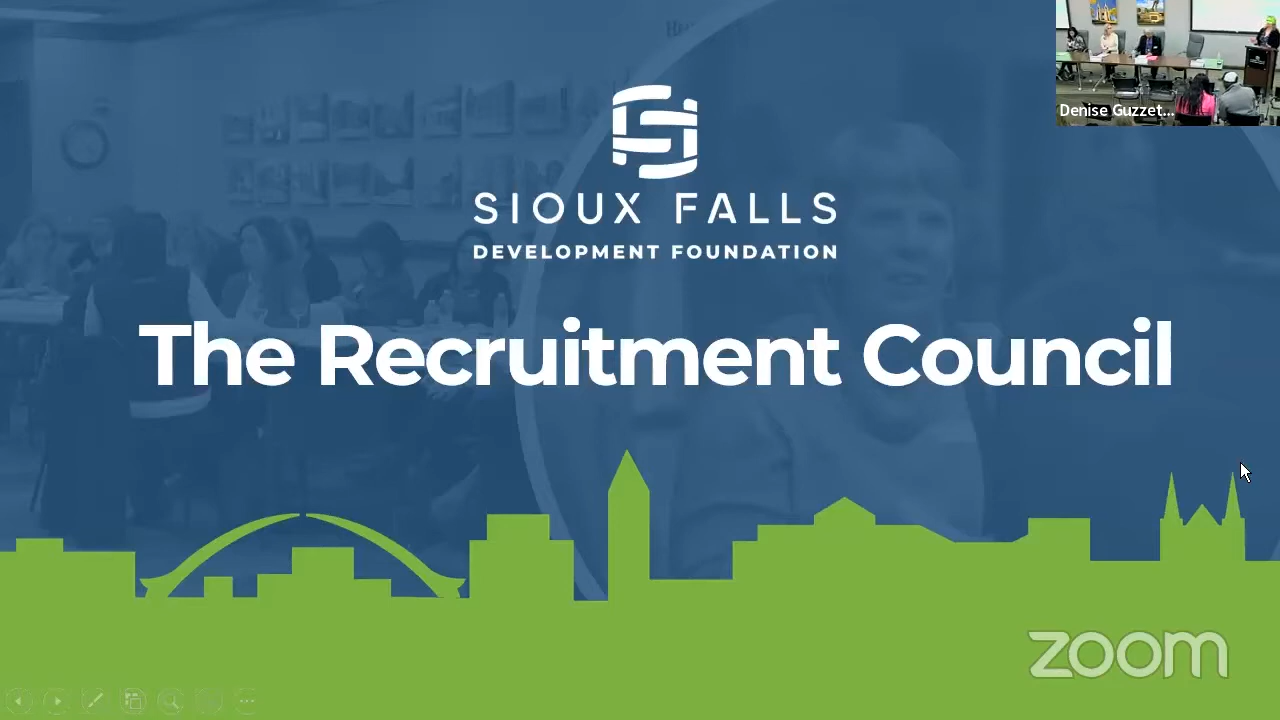 Denise Guzzet...
SIOUX FALLS
DEVELOPMENT FOUNDATION
The Recruitment Council
zoom